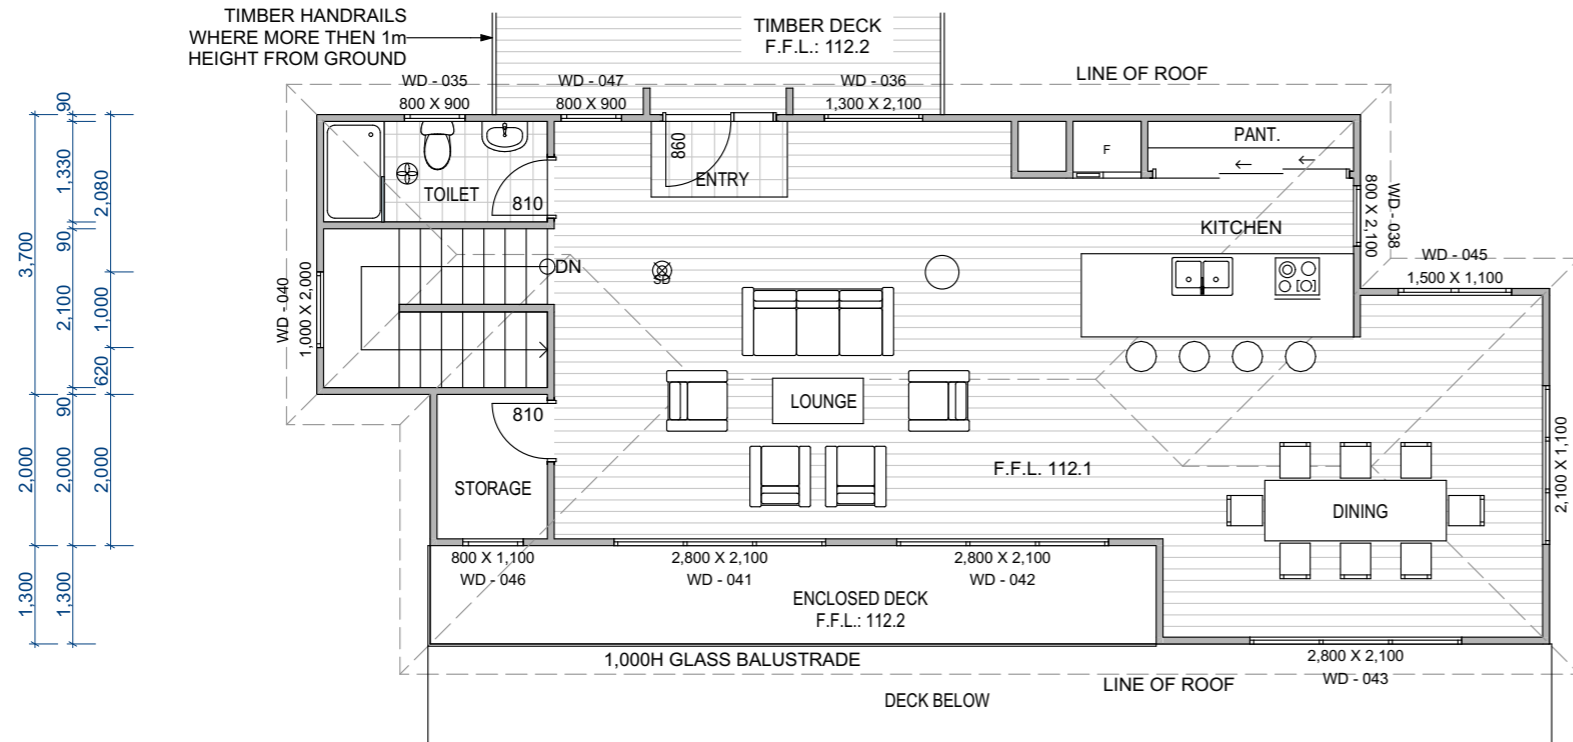 TIMBER HANDRAILS
WHERE MORE THEN 1m
HEIGHT FROM GROUND
TIMBER DECK
F.F.L.: 112.2
LINE OF ROOF
WD - 035
800 X 900
WD - 047
800 X 900
WD - 036
1,300 X 2,100
90
1,330
2,080
3,700
90
2,100
1,000
620
90
2,000
2,000
2,000
1,300
1,300
TOILET
810
860
ENTRY
F
PANT.
KITCHEN
WD - 038
800 X 2,100
WD - 045
1,500 X 1,100
WD - 040
1,000 X 2,000
DN
SD
LOUNGE
810
STORAGE
F.F.L. 112.1
DINING
2,100 X 1,100
800 X 1,100
WD - 046
2,800 X 2,100
WD - 041
2,800 X 2,100
WD - 042
ENCLOSED DECK
F.F.L.: 112.2
1,000H GLASS BALUSTRADE
2,800 X 2,100
WD - 043
LINE OF ROOF
DECK BELOW